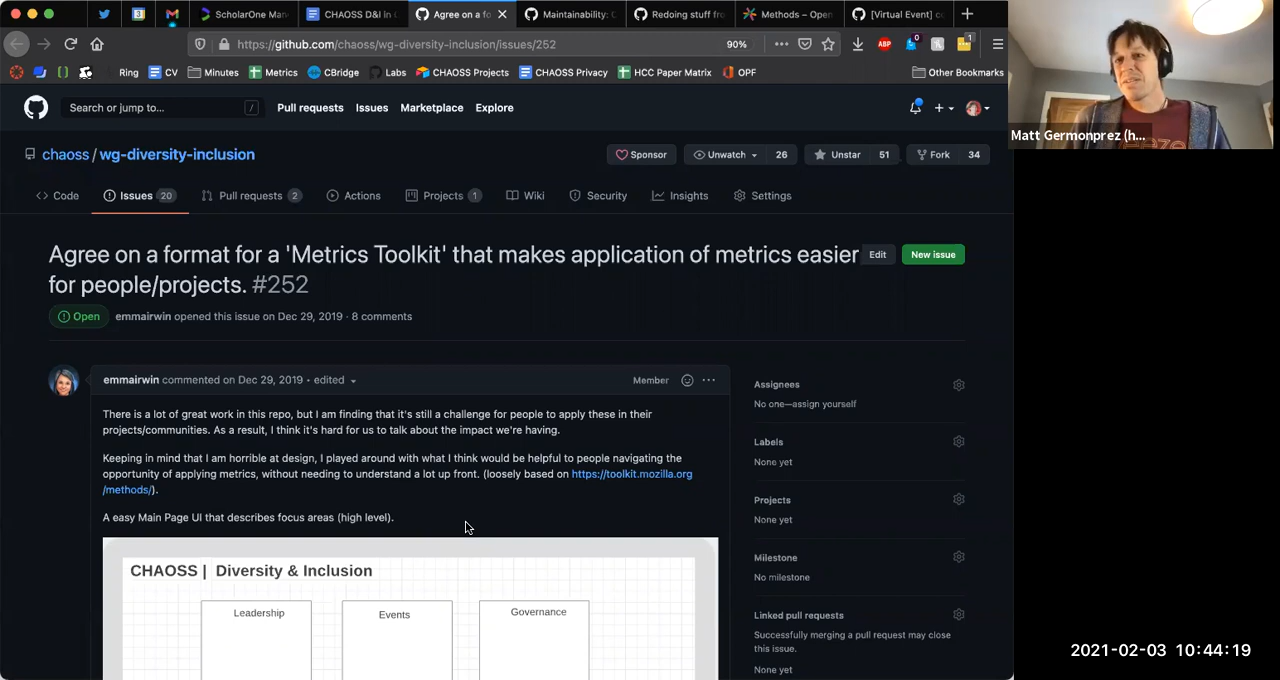 ScholarOne Man
CHAOSS D&I in
Agree on a fo
Maintainability: C
Redoing stuff fro
Methods – Open
[Virtual Event] co
https://github.com/chaoss/wg-diversity-inclusion/issues/252
90%
ABP
0
1
Ring
CV
Minutes
Metrics
CBridge
Labs
CHAOSS Projects
CHAOSS Privacy
HCC Paper Matrix
OPF
Other Bookmarks
Matt Germonprez (h...
Search or jump to...
/
Pull requests
Issues
Marketplace
Explore
chaoss / wg-diversity-inclusion
Sponsor
Unwatch
26
Unstar
51
Fork
34
Code
Issues 20
Pull requests 2
Actions
Projects 1
Wiki
Security
Insights
Settings
Agree on a format for a 'Metrics Toolkit' that makes application of metrics easier
for people/projects. #252
Edit
New issue
Open
emmairwin opened this issue on Dec 29, 2019 · 8 comments
emmairwin commented on Dec 29, 2019 • edited
Member
There is a lot of great work in this repo, but I am finding that it's still a challenge for people to apply these in their
projects/communities. As a result, I think it's hard for us to talk about the impact we're having.
Keeping in mind that I am horrible at design, I played around with what I think would be helpful to people navigating the
opportunity of applying metrics, without needing to understand a lot up front. (loosely based on https://toolkit.mozilla.org
/methods/).
A easy Main Page UI that describes focus areas (high level).
CHAOSS | Diversity & Inclusion
Leadership
Events
Governance
Assignees
No one—assign yourself
Labels
None yet
Projects
None yet
Milestone
No milestone
Linked pull requests
Successfully merging a pull request may close
this issue.
None yet
2021-02-03 10:44:19